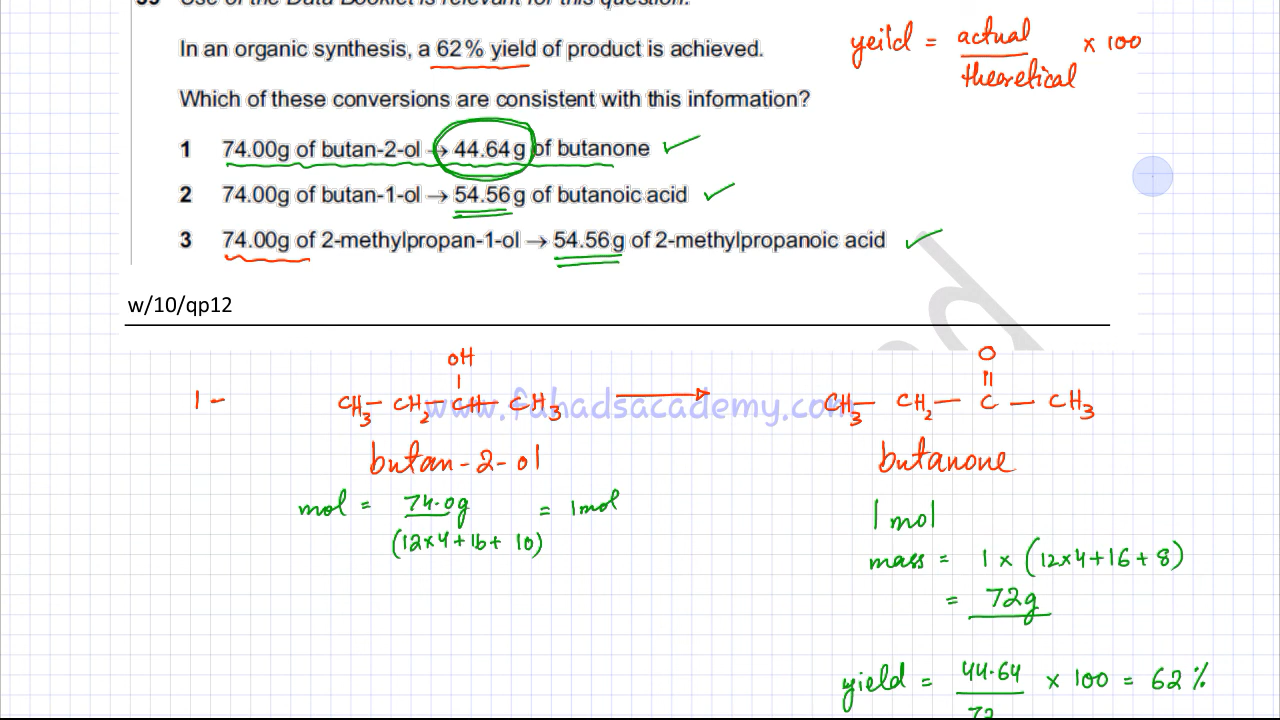 39 Use of the Data Booklet is relevant for this question.
In an organic synthesis, a 62% yield of product is achieved.
yeild = actual / theoretical × 100
Which of these conversions are consistent with this information?
1 74.00g of butan-2-ol → 44.64g of butanone ✓
2 74.00g of butan-1-ol → 54.56g of butanoic acid ✓
3 74.00g of 2-methylpropan-1-ol → 54.56g of 2-methylpropanoic acid ✓
w/10/qp12
OH O
1 - CH3 - CH2 - CH - CH3 → CH3 - CH2 - C - CH3
www.fahadsacademy.com
butan-2-ol butanone
mol = 74.0g / (12×4+16+10) = 1mol
1 mol
mass = 1 × (12×4+16+8)
= 72g
yield = 44.64 / 72 × 100 = 62%